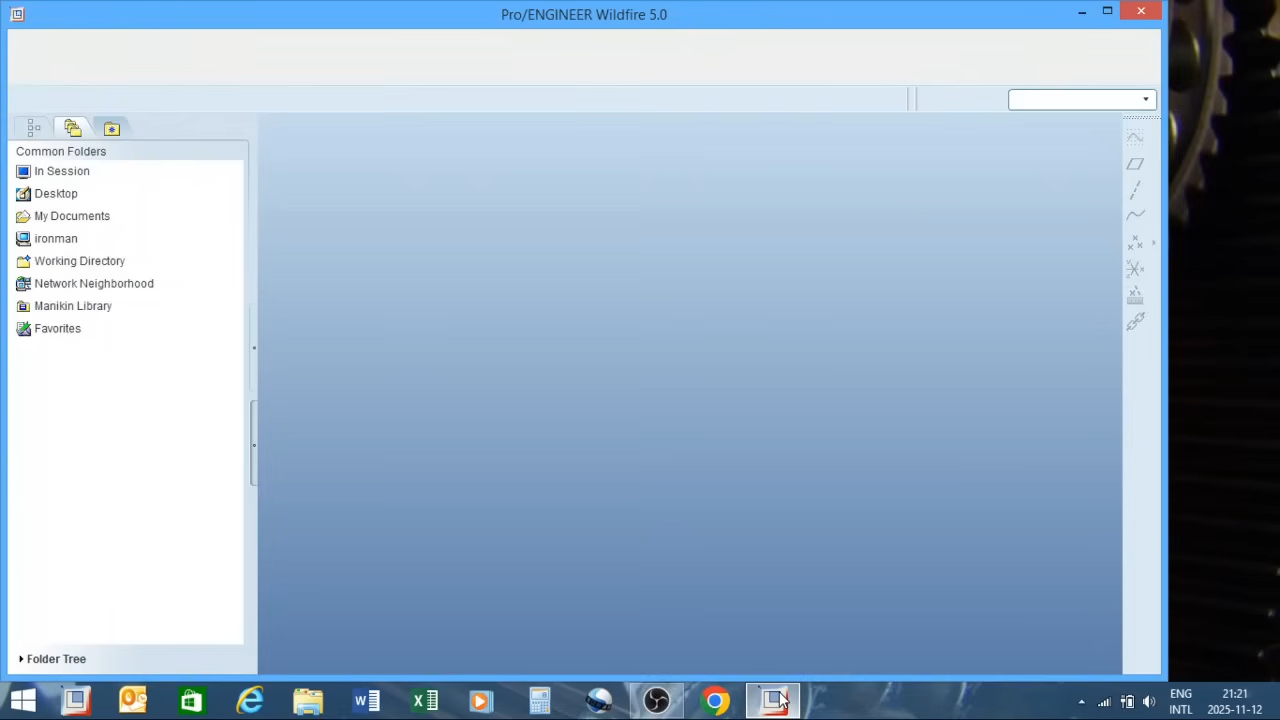 Pro/ENGINEER Wildfire 5.0
Common Folders
In Session
Desktop
My Documents
ironman
Working Directory
Network Neighborhood
Manikin Library
Favorites
Folder Tree
ENG
INTL
21:21
2025-11-12